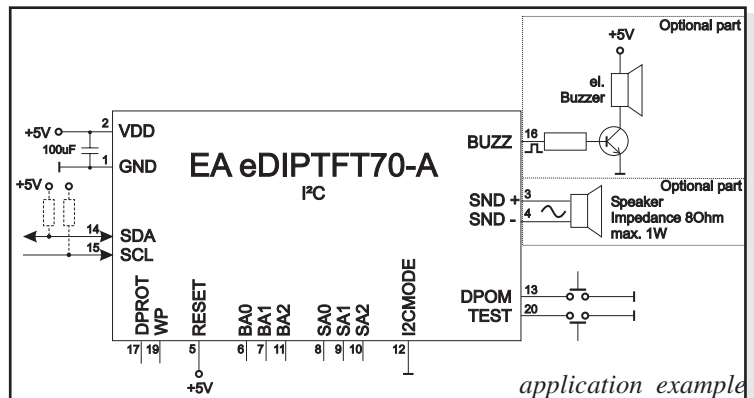 Optional part
+5V
el.
Buzzer
2
+5V
VDD
100uF
1
GND
+5V
14
SDA
15
SCL
EA eDIPTFT70-A
I²C
BUZZ
16
Optional part
SND +
3
SND -
4
Speaker
Impedance 8Ohm
max. 1W
DPOM
13
TEST
20
DPROT
WP
RESET
BA0
BA1
BA2
SA0
SA1
SA2
I2CMODE
17
19
5
6
7
11
8
9
10
12
+5V
application example